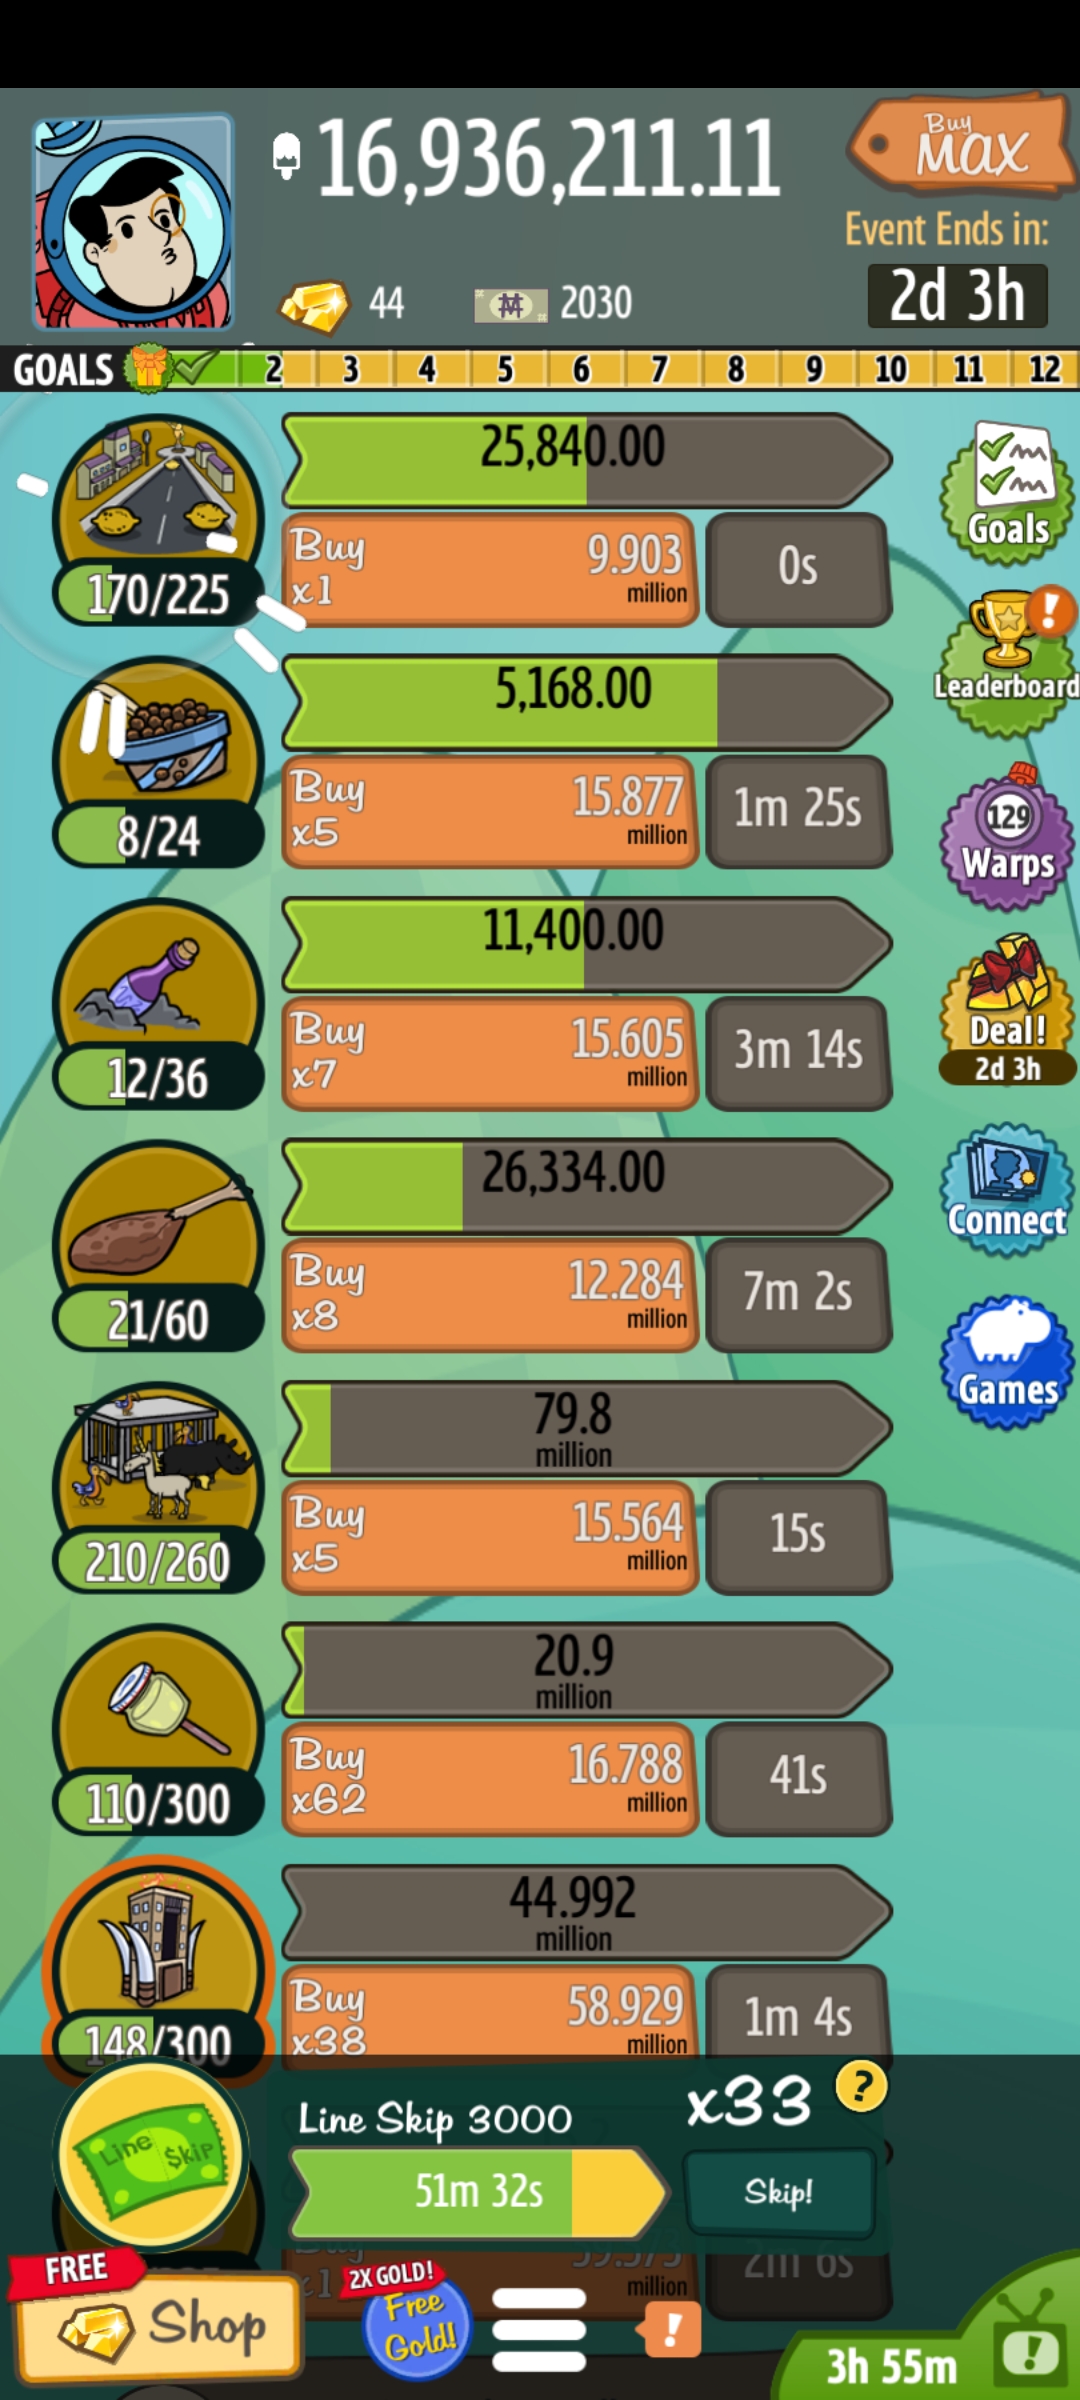 16,936,211.11
Buy
MAX
Event Ends in:
2d 3h
44
2030
GOALS 2 3 4 5 6 7 8 9 10 11 12
25,840.00
Buy
x1
9.903
million
0s
170/225
Goals
Leaderboard
5,168.00
Buy
x5
15.877
million
1m 25s
8/24
129
Warps
11,400.00
Buy
x7
15.605
million
3m 14s
12/36
Deal!
2d 3h
26,334.00
Buy
x8
12.284
million
7m 2s
21/60
Connect
Games
79.8
million
Buy
x5
15.564
million
15s
210/260
20.9
million
Buy
x62
16.788
million
41s
110/300
44.992
million
Buy
x38
58.929
million
1m 4s
148/300
Line Skip
Line Skip 3000
x33
?
51m 32s
Skip!
Buy
x1
million
2m 6s
FREE
Shop
2X GOLD!
Free
Gold!
!
3h 55m
!